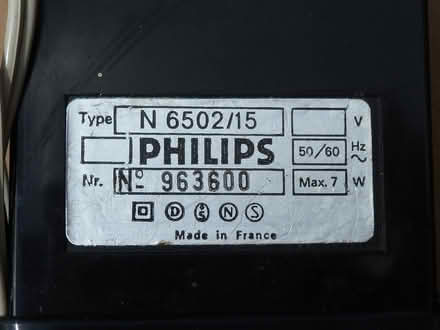 Type N 6502/15 V
PHILIPS 50/60 Hz ~
Nr. Nº 963600 Max. 7 W
D N S
Made in France